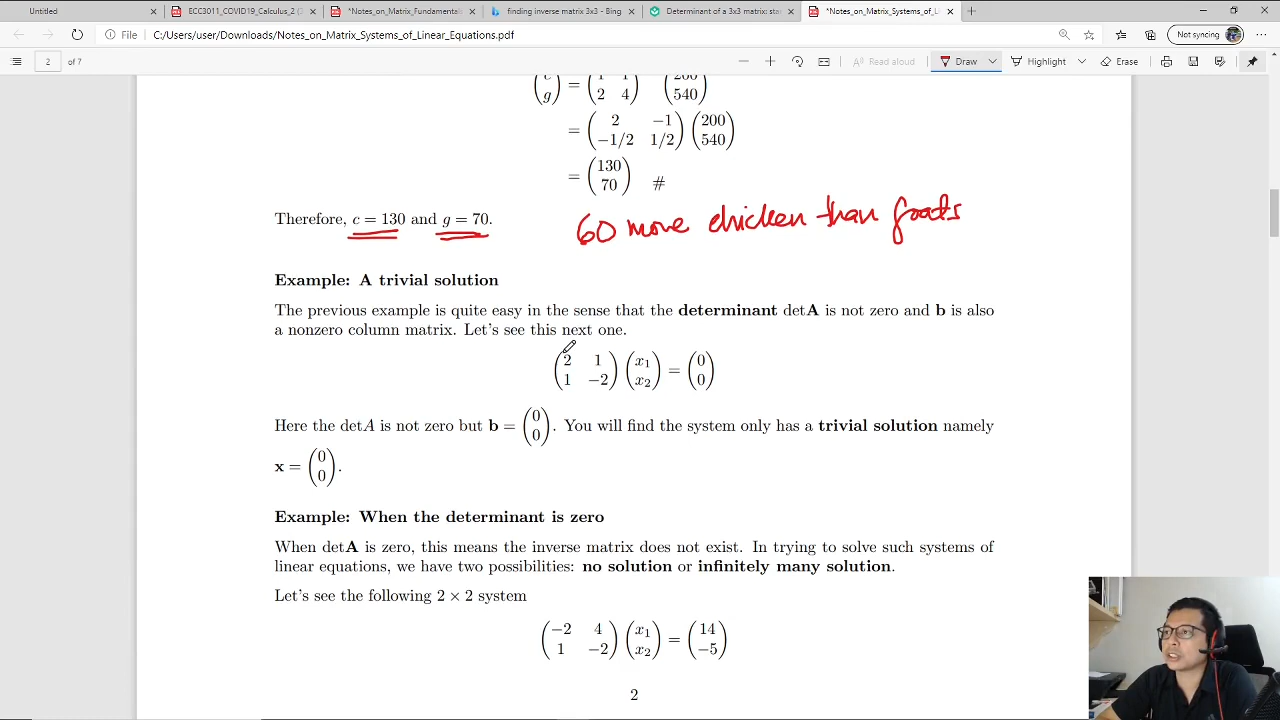 Untitled
ECC3011_COVID19_Calculus_2 (
*Notes_on_Matrix_Fundamental
finding inverse matrix 3x3 - Bing
Determinant of a 3x3 matrix: sta
*Notes_on_Matrix_Systems_of_Li
File C:/Users/user/Downloads/Notes_on_Matrix_Systems_of_Linear_Equations.pdf Not syncing
2 of 7 Read aloud Draw Highlight Erase
g = 2 4 540
= ( 2 −1 ) ( 200 )
−1/2 1/2 540
= ( 130 )
70 #
Therefore, c = 130 and g = 70.
60 more chicken than goats
Example: A trivial solution
The previous example is quite easy in the sense that the determinant detA is not zero and b is also
a nonzero column matrix. Let's see this next one.
( 2 1 ) ( x1 ) = ( 0 )
1 −2 x2 0
Here the detA is not zero but b = ( 0 0 ). You will find the system only has a trivial solution namely
x = ( 0 0 ).
Example: When the determinant is zero
When detA is zero, this means the inverse matrix does not exist. In trying to solve such systems of
linear equations, we have two possibilities: no solution or infinitely many solution.
Let's see the following 2 × 2 system
( −2 4 ) ( x1 ) = ( 14 )
1 −2 x2 −5
2